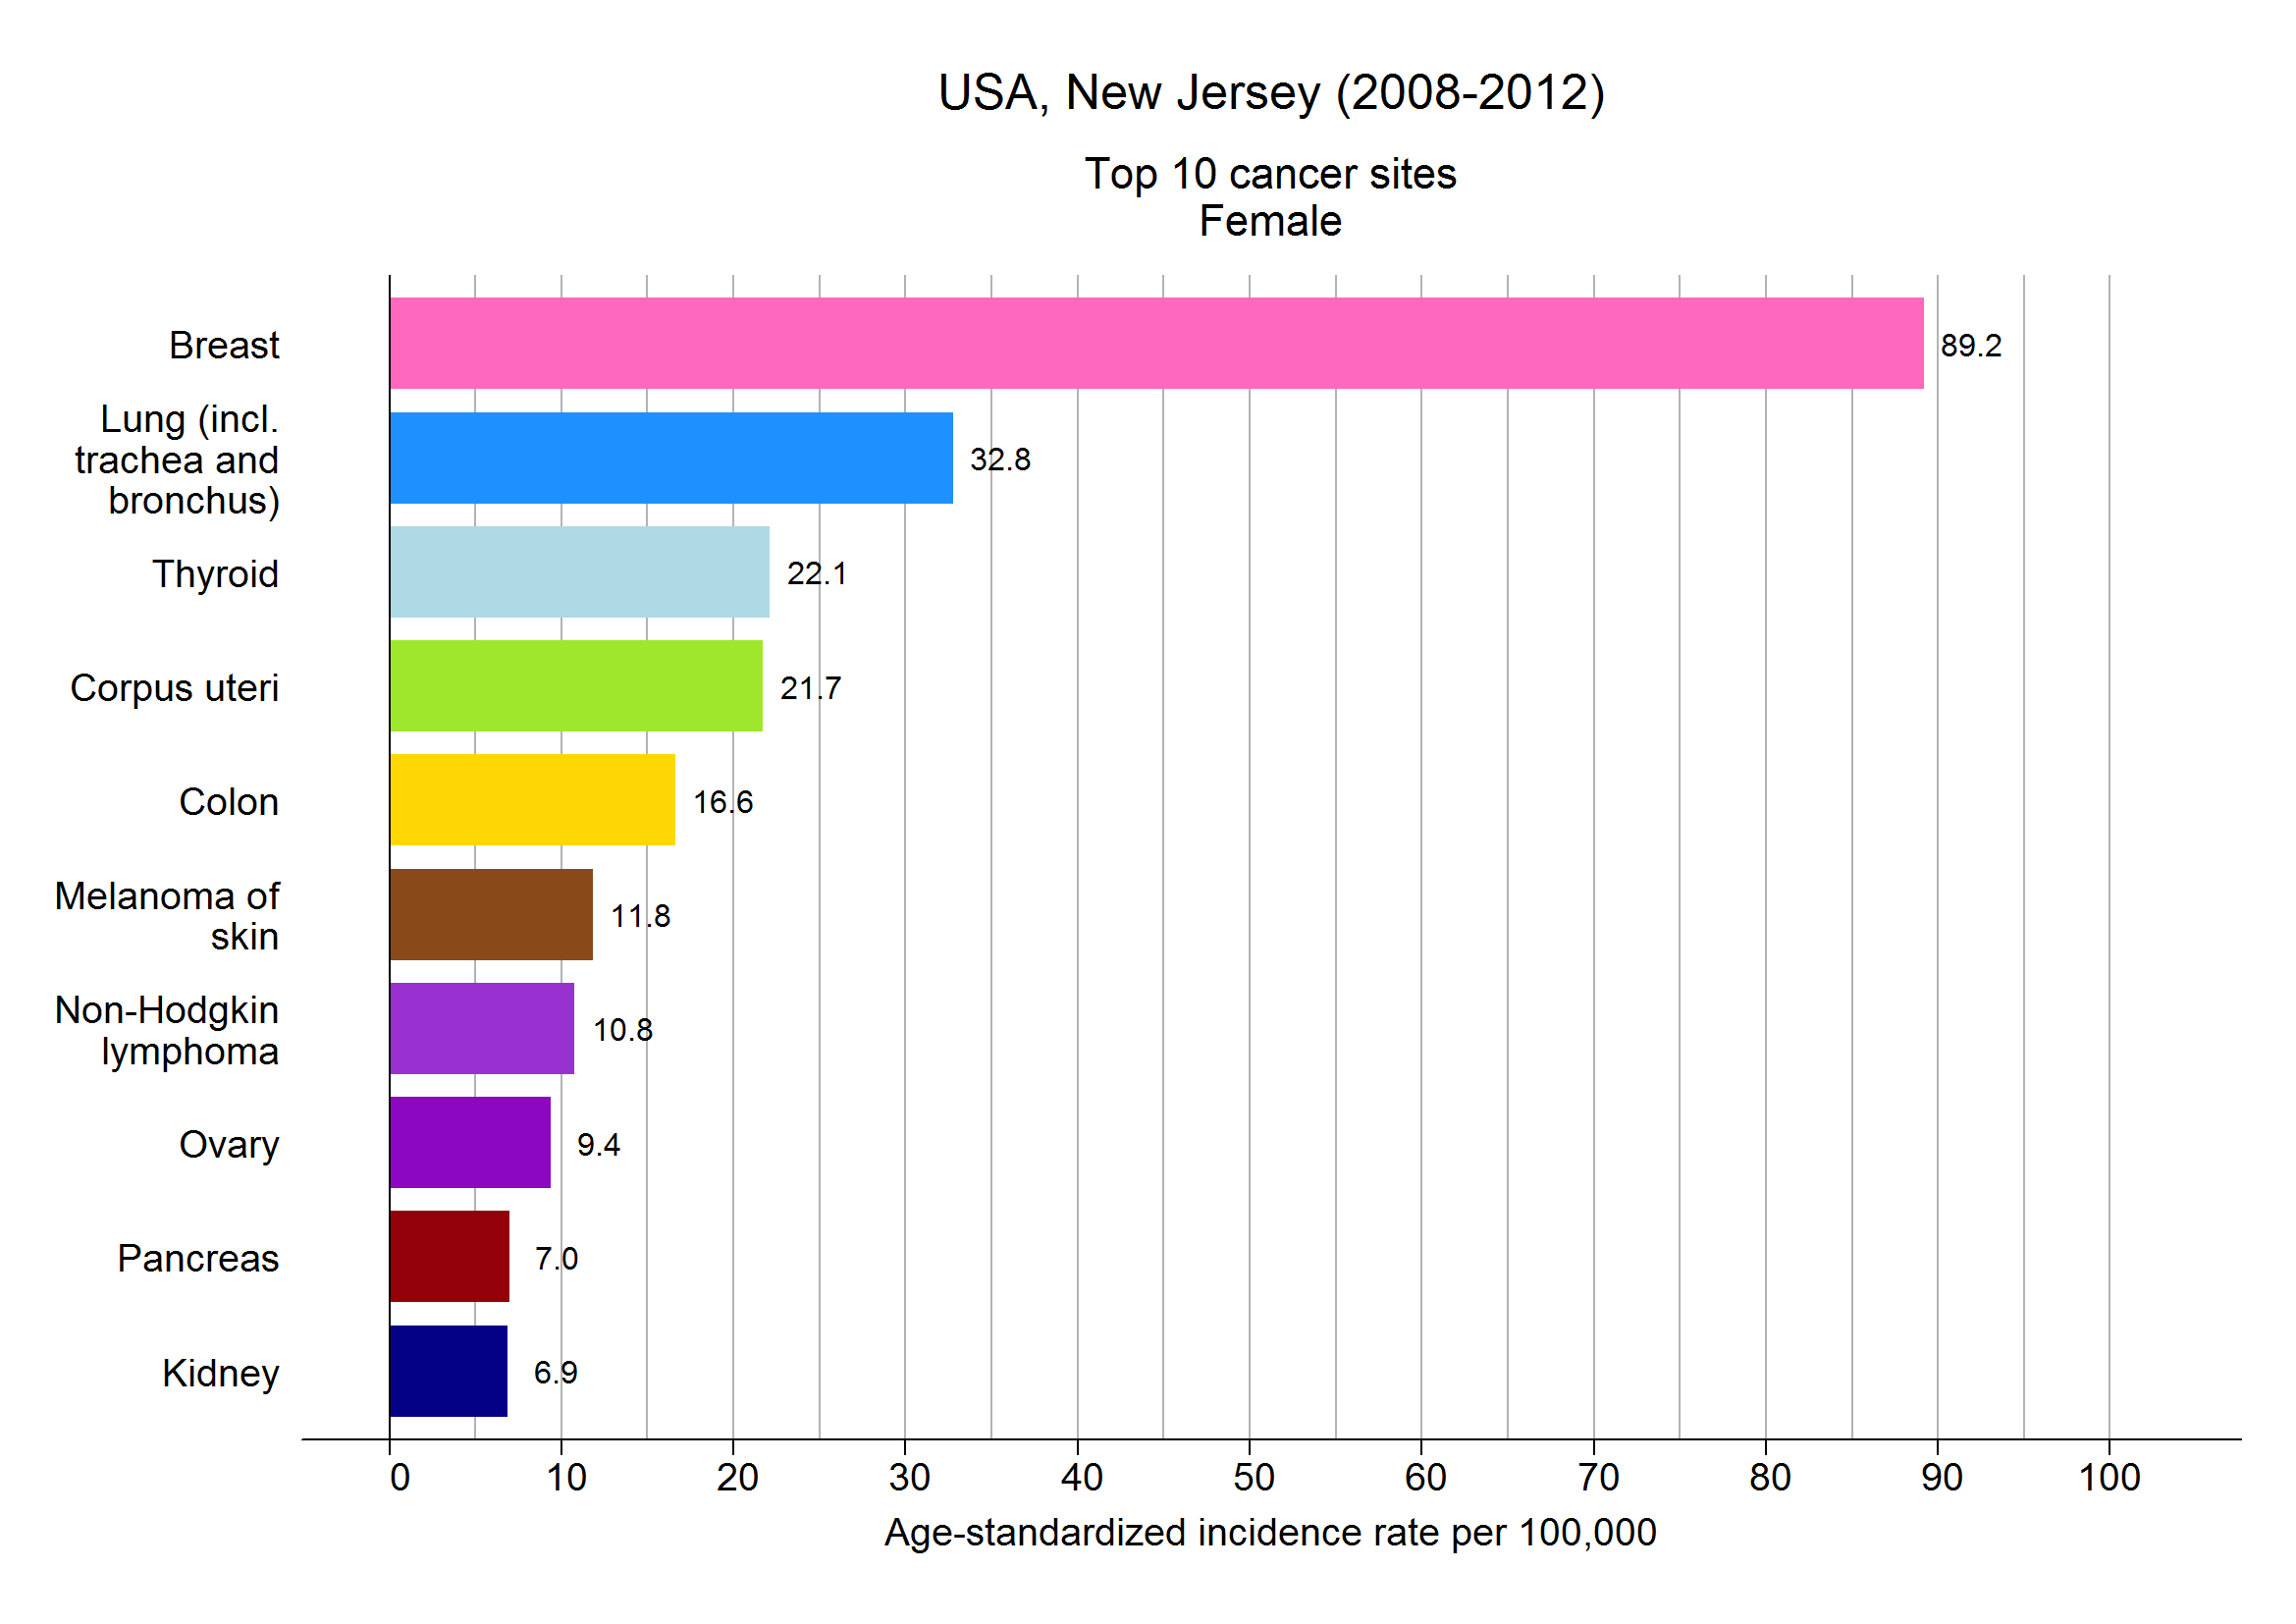 USA, New Jersey (2008-2012)
Top 10 cancer sites
Female
Breast
89.2
Lung (incl.
trachea and
bronchus)
32.8
Thyroid
22.1
Corpus uteri
21.7
Colon
16.6
Melanoma of
skin
11.8
Non-Hodgkin
lymphoma
10.8
Ovary
9.4
Pancreas
7.0
Kidney
6.9
0 10 20 30 40 50 60 70 80 90 100
Age-standardized incidence rate per 100,000